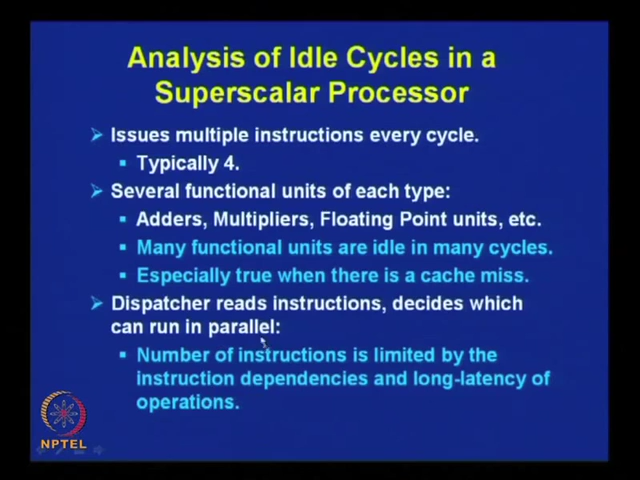 Analysis of Idle Cycles in a
Superscalar Processor
Issues multiple instructions every cycle.
Typically 4.
Several functional units of each type:
Adders, Multipliers, Floating Point units, etc.
Many functional units are idle in many cycles.
Especially true when there is a cache miss.
Dispatcher reads instructions, decides which
can run in parallel:
Number of instructions is limited by the
instruction dependencies and long-latency of
operations.
NPTEL